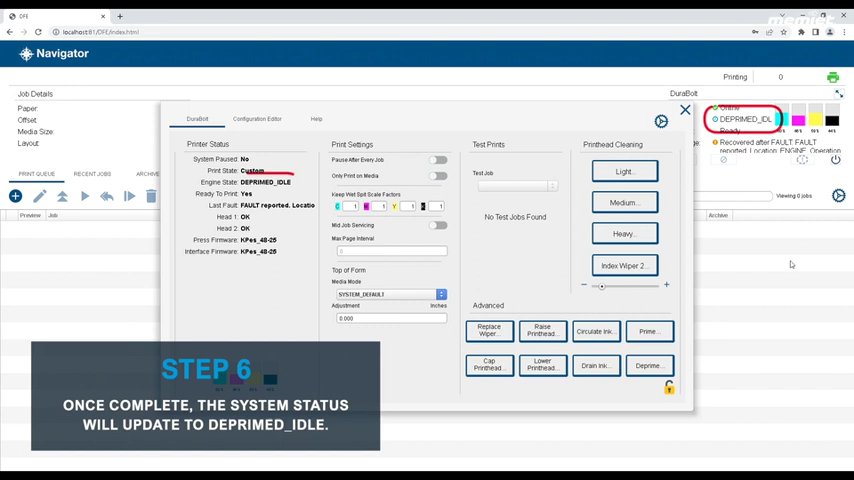 DFE
localhost:81/DFE/index.html
memjet
Navigator
Printing 0
Job Details
DuraBolt
Paper:
Offset
Media Size:
Layout
Online
DEPRIMED_IDL
Ready
Recovered after FAULT. FAULT
reported. Location: ENGINE, Operation
PRINT QUEUE
RECENT JOBS
Viewing 0 jobs
Preview
Job
Archive
DuraBolt
Configuration Editor
Help
Printer Status
System Paused: No
Print State: Custom
Engine State: DEPRIMED_IDLE
Ready To Print: Yes
Last Fault: FAULT reported. Locatio
Head 1: OK
Head 2: OK
Press Firmware: KPes_48-25
Interface Firmware: KPes_48-25
Print Settings
Pause After Every Job
Only Print on Media
Keep Wet Spit Scale Factors
C 1 M 1 Y 1 K 1
Mid Job Servicing
Max Page Interval
0
Top of Form
Media Mode
SYSTEM_DEFAULT
Adjustment Inches
0.000
Test Prints
Test Job
No Test Jobs Found
Printhead Cleaning
Light...
Medium...
Heavy...
Index Wiper 2...
Advanced
Replace
Wiper...
Raise
Printhead...
Circulate Ink...
Prime...
Cap
Printhead...
Lower
Printhead...
Drain Ink...
Deprime...
STEP 6
ONCE COMPLETE, THE SYSTEM STATUS
WILL UPDATE TO DEPRIMED_IDLE.